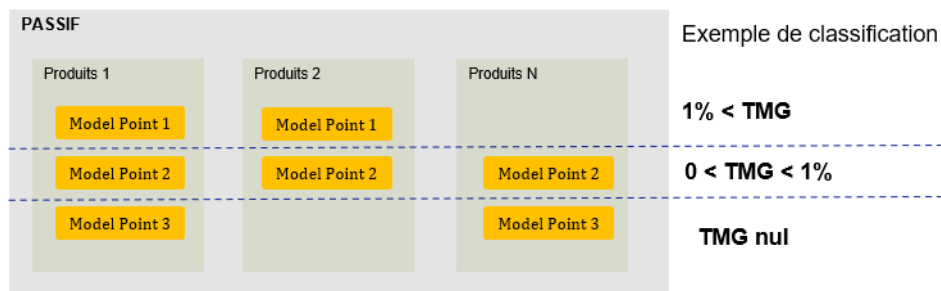 PASSIF
Exemple de classification
Produits 1
Produits 2
Produits N
Model Point 1
Model Point 1
1% < TMG
Model Point 2
Model Point 2
Model Point 2
0 < TMG < 1%
Model Point 3
Model Point 3
TMG nul